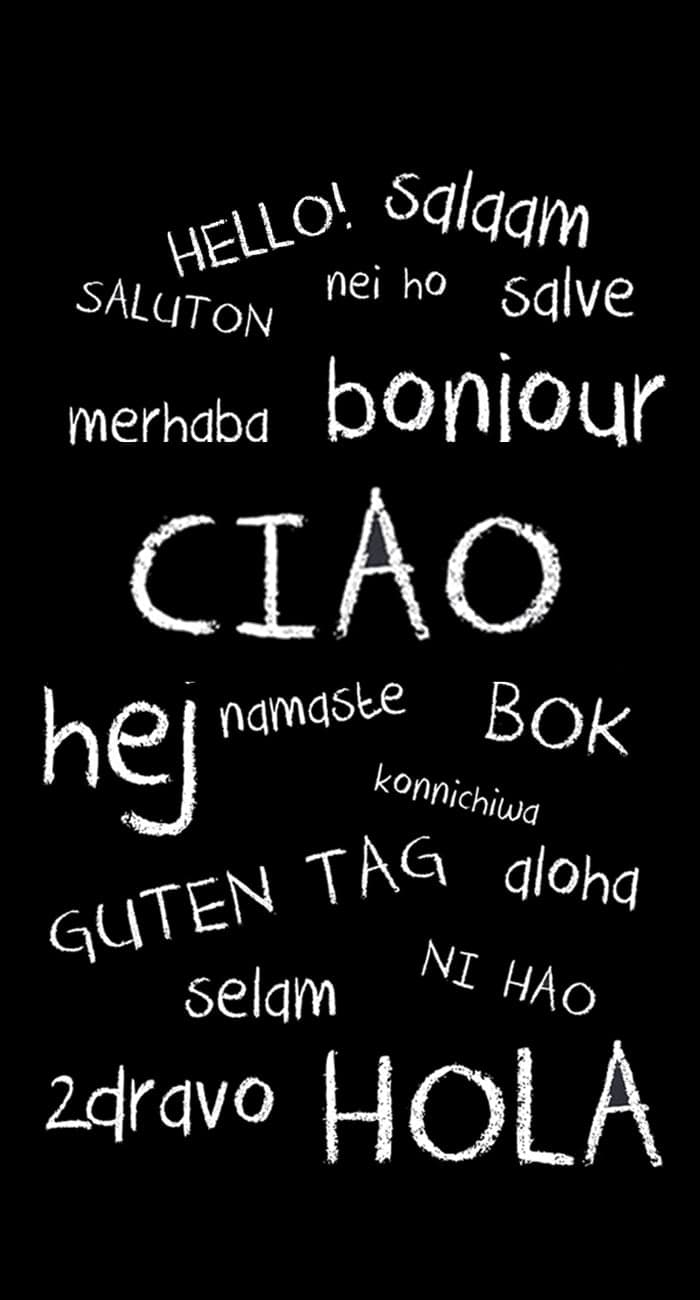 HELLO! salaam
SALUTON nei ho salve
merhaba bonjour
CIAO
hej namaste BOK
konnichiwa
GUTEN TAG aloha
selam NI HAO
zdravo HOLA